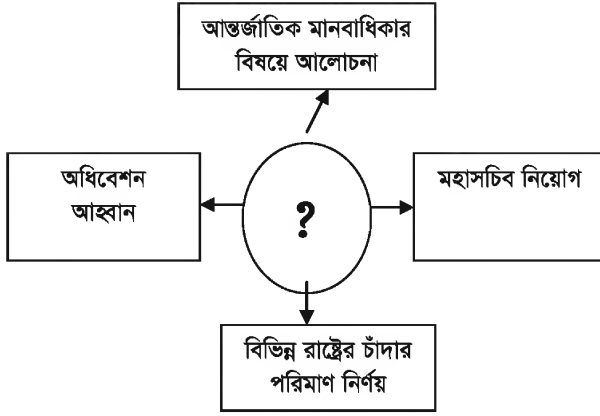 আন্তর্জাতিক মানবাধিকার
বিষয়ে আলোচনা
অধিবেশন
আহ্বান
?
মহাসচিব নিয়োগ
বিভিন্ন রাষ্ট্রের চাঁদার
পরিমাণ নির্ণয়